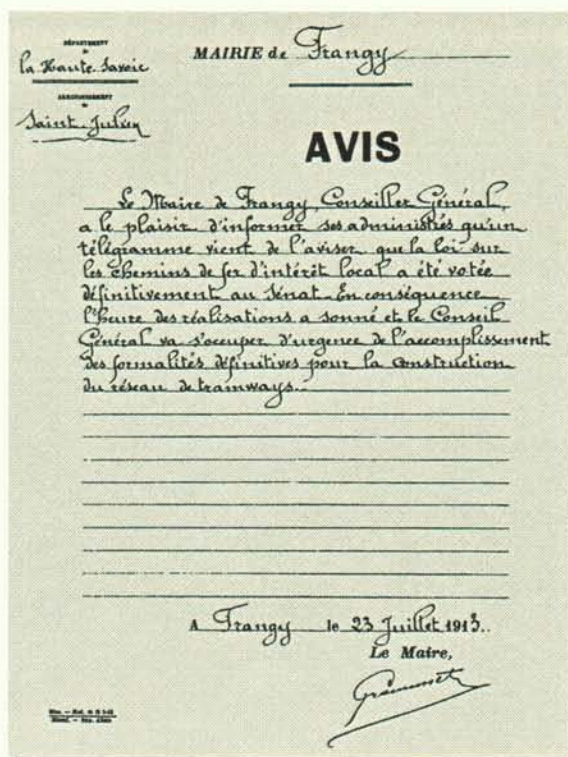 DÉPARTEMENT
de
la Haute Savoie
ARRONDISSEMENT
de
Saint-Julien
MAIRIE de Frangy
AVIS
Le Maire de Frangy, Conseiller Général,
a le plaisir d'informer ses administrés qu'un
télégramme vient de l'aviser que la loi sur
les chemins de fer d'intérêt local a été votée
définitivement au Sénat. En conséquence
l'heure des réalisations a sonné et le Conseil
Général va s'occuper d'urgence de l'accomplissement
des formalités définitives pour la construction
du réseau de tramways.
A Frangy le 23 Juillet 1913.
Le Maire,